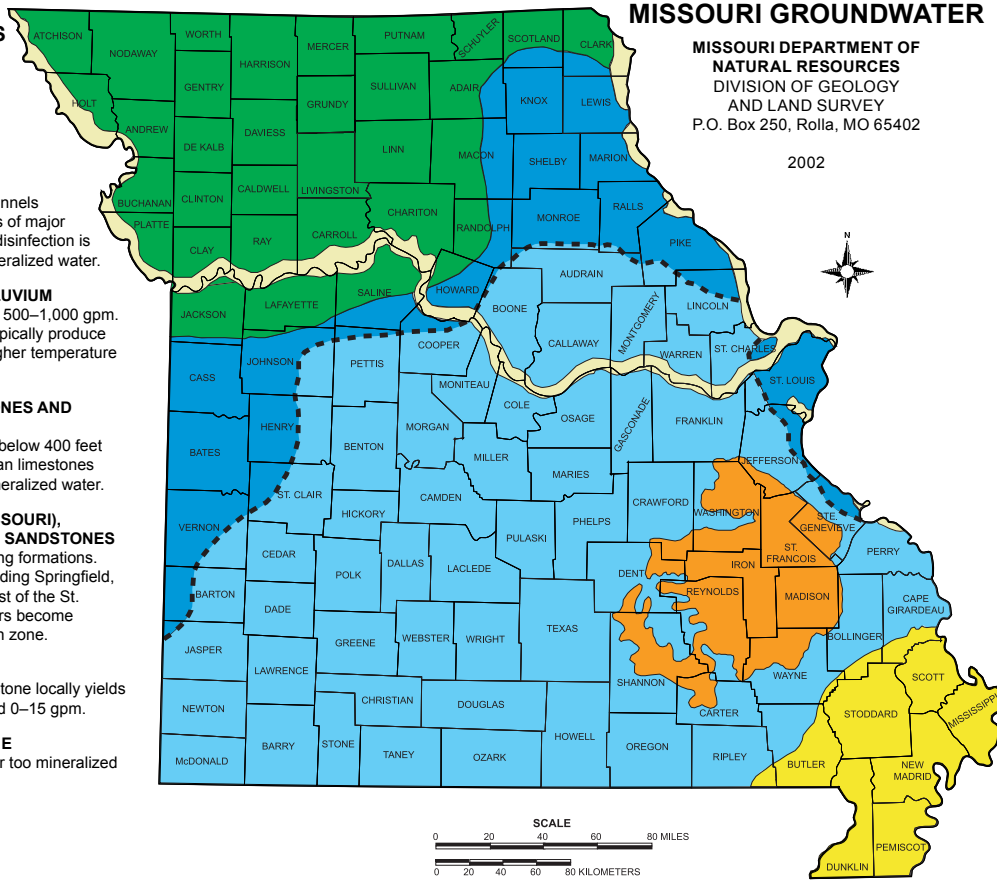 MISSOURI GROUNDWATER
MISSOURI DEPARTMENT OF
NATURAL RESOURCES
DIVISION OF GEOLOGY
AND LAND SURVEY
P.O. Box 250, Rolla, MO 65402
2002
N
S
nnels
s of major
disinfection is
neralized water.
LUVIUM
500–1,000 gpm.
pically produce
gher temperature
NES AND
below 400 feet
an limestones
neralized water.
SOURI),
SANDSTONES
ng formations.
ding Springfield,
st of the St.
rs become
n zone.
tone locally yields
d 0–15 gpm.
E
r too mineralized
ATCHISON
NODAWAY
WORTH
HARRISON
MERCER
PUTNAM
SCHUYLER
SCOTLAND
CLARK
HOLT
GENTRY
GRUNDY
SULLIVAN
ADAIR
KNOX
LEWIS
ANDREW
DE KALB
DAVIESS
LINN
MACON
SHELBY
MARION
BUCHANAN
CLINTON
CALDWELL
LIVINGSTON
CHARITON
RANDOLPH
MONROE
RALLS
PLATTE
CLAY
RAY
CARROLL
PIKE
JACKSON
LAFAYETTE
SALINE
HOWARD
BOONE
AUDRAIN
LINCOLN
CASS
JOHNSON
PETTIS
COOPER
CALLAWAY
MONTGOMERY
WARREN
ST. CHARLES
ST. LOUIS
MONITEAU
COLE
OSAGE
GASCONADE
FRANKLIN
BATES
HENRY
BENTON
MORGAN
MILLER
MARIES
JEFFERSON
ST. CLAIR
HICKORY
CAMDEN
PHELPS
CRAWFORD
WASHINGTON
STE.
GENEVIEVE
VERNON
CEDAR
POLK
DALLAS
LACLEDE
PULASKI
DENT
IRON
ST.
FRANCOIS
PERRY
BARTON
DADE
GREENE
WEBSTER
WRIGHT
TEXAS
REYNOLDS
MADISON
CAPE
GIRARDEAU
BOLLINGER
JASPER
LAWRENCE
CHRISTIAN
DOUGLAS
SHANNON
WAYNE
SCOTT
NEWTON
CARTER
STODDARD
MISSISSIPPI
McDONALD
BARRY
STONE
TANEY
OZARK
HOWELL
OREGON
RIPLEY
BUTLER
NEW
MADRID
DUNKLIN
PEMISCOT
SCALE
0 20 40 60 80 MILES
0 20 40 60 80 KILOMETERS